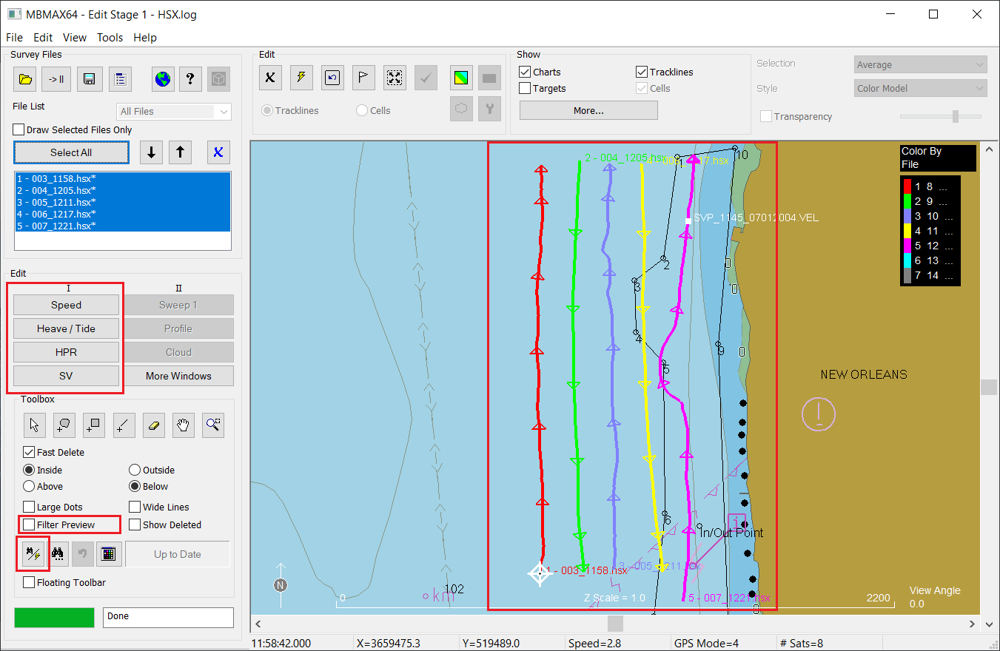 MBMAX64 - Edit Stage 1 - HSX.log
File Edit View Tools Help
Survey Files
-> II
?
File List
All Files
Draw Selected Files Only
Select All
X
1 - 003_1158.hsx*
2 - 004_1205.hsx*
3 - 005_1211.hsx*
4 - 006_1217.hsx*
5 - 007_1221.hsx*
Edit
I II
Speed Sweep 1
Heave / Tide Profile
HPR Cloud
SV More Windows
Toolbox
Fast Delete
Inside Outside
Above Below
Large Dots Wide Lines
Filter Preview Show Deleted
Up to Date
Floating Toolbar
Done
Edit
X
Tracklines Cells
Show
Charts Tracklines
Targets Cells
More...
Selection Average
Style Color Model
Transparency
2 - 004_1205.hsx
7.hsx
1
10
SVP_1145_07012004.VEL
2
3
4
5
9
6
NEW ORLEANS
i
In/Out Point
1 - 003_1158.hsx
3 - 005_1211.hsx
5 - 007_1221.hsx
N
km
102
0
Z Scale = 1.0
2200
View Angle
0.0
Color By
File
1 8 ...
2 9 ...
3 10 ...
4 11 ...
5 12 ...
6 13 ...
7 14 ...
11:58:42.000 X=3659475.3 Y=519489.0 Speed=2.8 GPS Mode=4 # Sats=8